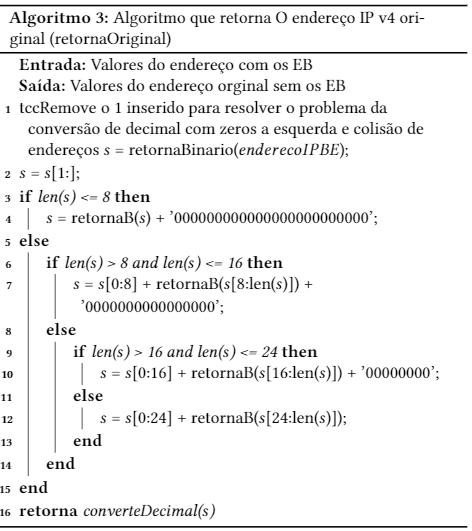 Algoritmo 3: Algoritmo que retorna O endereço IP v4 ori-
ginal (retornaOriginal)
Entrada: Valores do endereço com os EB
Saída: Valores do endereço orginal sem os EB
1 tccRemove o 1 inserido para resolver o problema da
conversão de decimal com zeros a esquerda e colisão de
endereços s = retornaBinario(enderecoIPBE);
2 s = s[1:];
3 if len(s) <= 8 then
4 s = retornaB(s) + '000000000000000000000000';
5 else
6 if len(s) > 8 and len(s) <= 16 then
7 s = s[0:8] + retornaB(s[8:len(s)]) +
'0000000000000000';
8 else
9 if len(s) > 16 and len(s) <= 24 then
10 s = s[0:16] + retornaB(s[16:len(s)]) + '00000000';
11 else
12 s = s[0:24] + retornaB(s[24:len(s)]);
13 end
14 end
15 end
16 retorna converteDecimal(s)